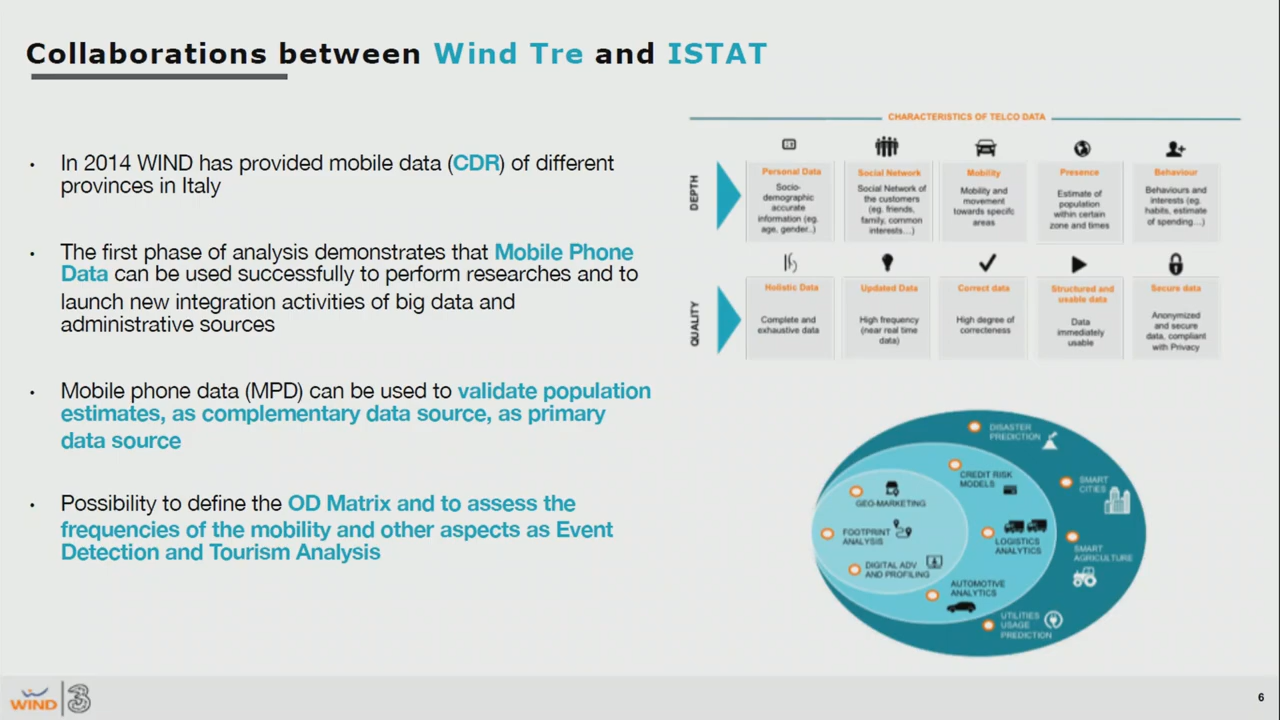 Collaborations between Wind Tre and ISTAT
• In 2014 WIND has provided mobile data (CDR) of different
provinces in Italy
• The first phase of analysis demonstrates that Mobile Phone
Data can be used successfully to perform researches and to
launch new integration activities of big data and
administrative sources
• Mobile phone data (MPD) can be used to validate population
estimates, as complementary data source, as primary
data source
• Possibility to define the OD Matrix and to assess the
frequencies of the mobility and other aspects as Event
Detection and Tourism Analysis
CHARACTERISTICS OF TELCO DATA
DEPTH
Personal Data
Socio-
demographic
accurate
information (eg.
age, gender..)
Social Network
Social Network of
the customers
(eg. friends,
family, common
interests...)
Mobility
Mobility and
movement
towards specific
areas
Presence
Estimate of
population
within certain
zone and times
Behaviour
Behaviours and
interests (eg.
habits, estimate
of spending...)
QUALITY
Holistic Data
Complete and
exhaustive data
Updated Data
High frequency
(near real time
data)
Correct data
High degree of
correcteness
Structured and
usable data
Data
immediately
usable
Secure data
Anonymized
and secure
data, compliant
with Privacy
DISASTER
PREDICTION
CREDIT RISK
MODELS
SMART
CITIES
GEO-MARKETING
FOOTPRINT
ANALYSIS
LOGISTICS
ANALYTICS
SMART
AGRICULTURE
DIGITAL ADV
AND PROFILING
AUTOMOTIVE
ANALYTICS
UTILITIES
USAGE
PREDICTION
WIND 3
6